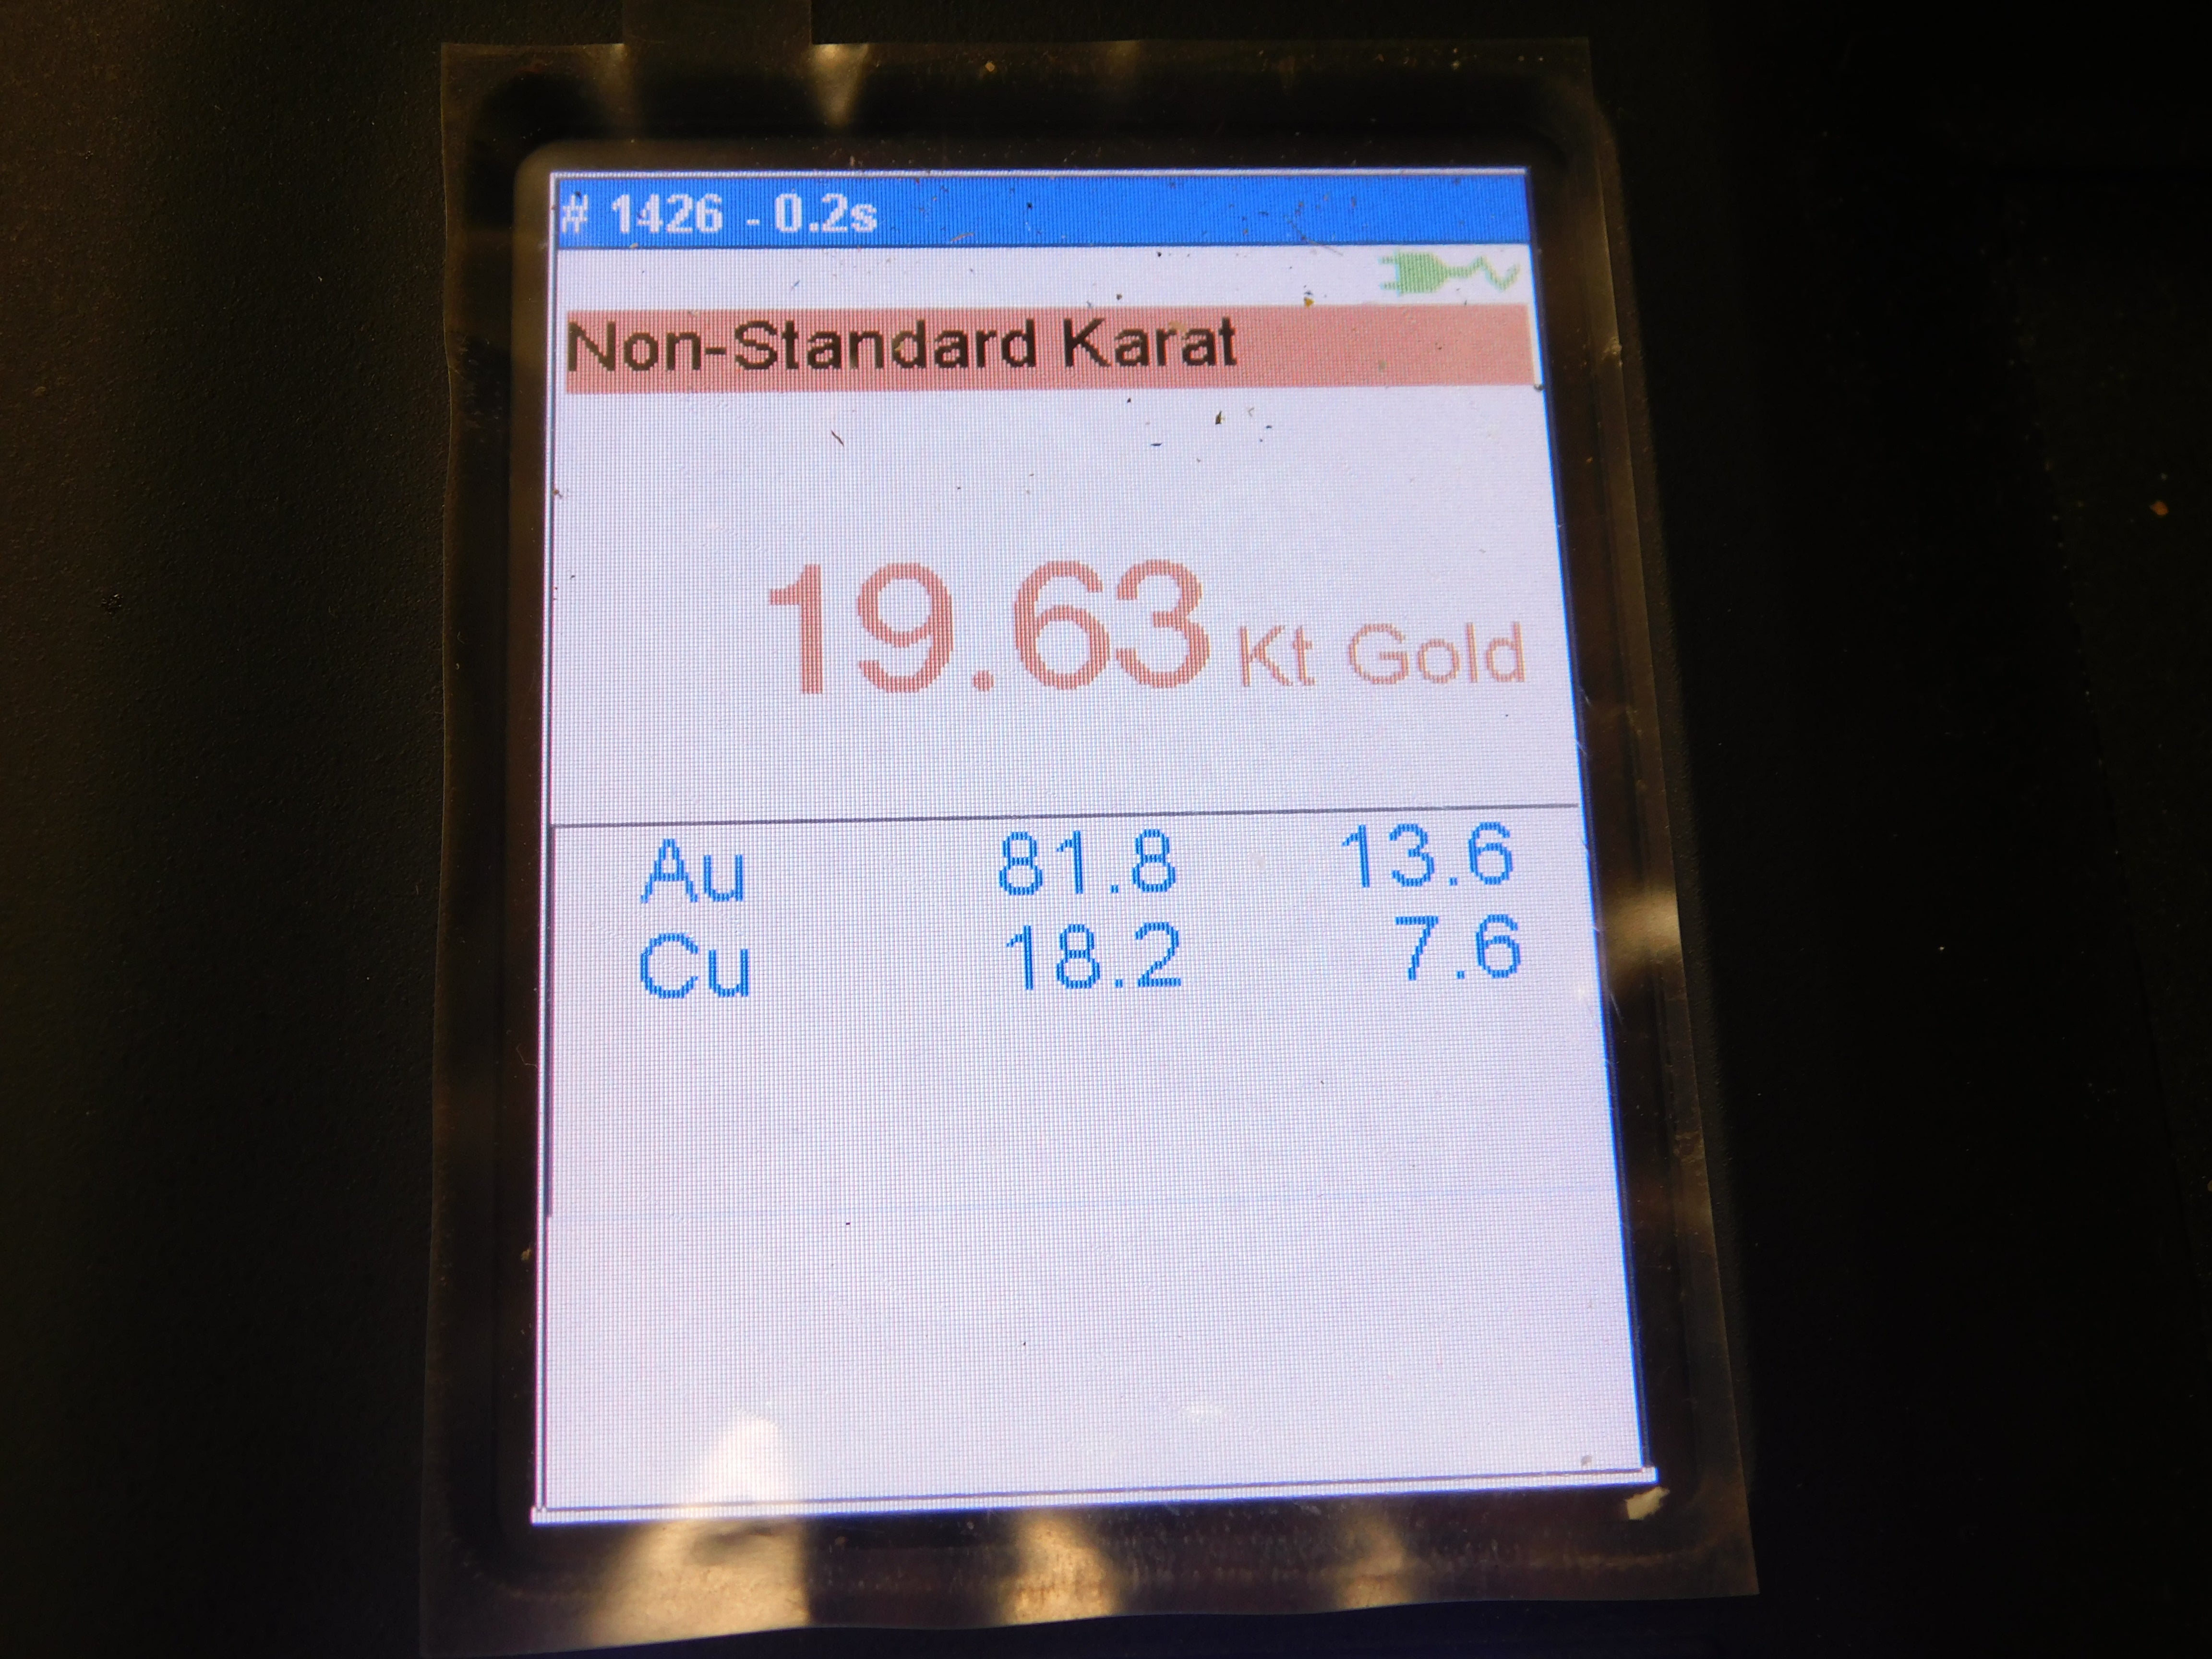 # 1426 - 0.2s
Non-Standard Karat
19.63 Kt Gold
Au 81.8 13.6
Cu 18.2 7.6